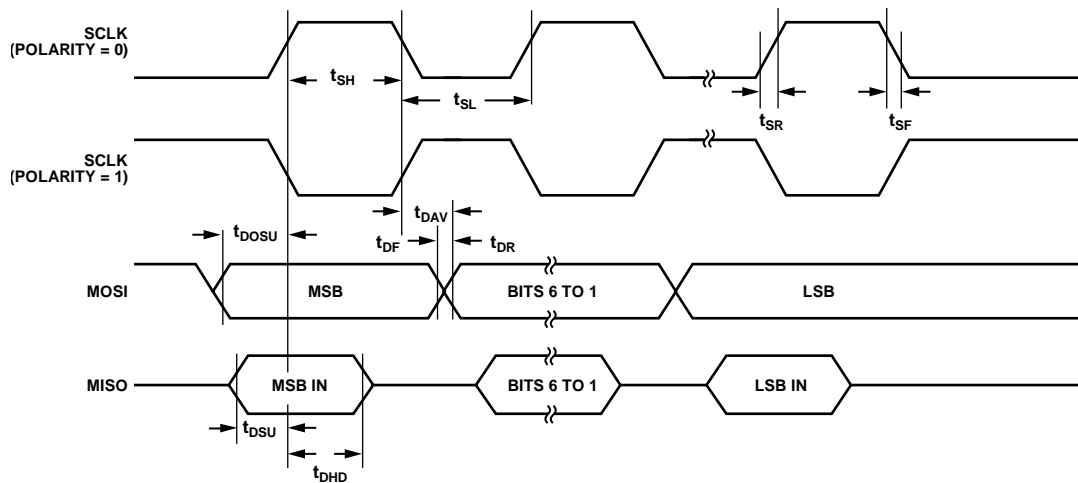 SCLK
(POLARITY = 0)
tSH
tSL
tSR
tSF
SCLK
(POLARITY = 1)
tDAV
tDOSU
tDF
tDR
MOSI
MSB
BITS 6 TO 1
LSB
MISO
MSB IN
BITS 6 TO 1
LSB IN
tDSU
tDHD